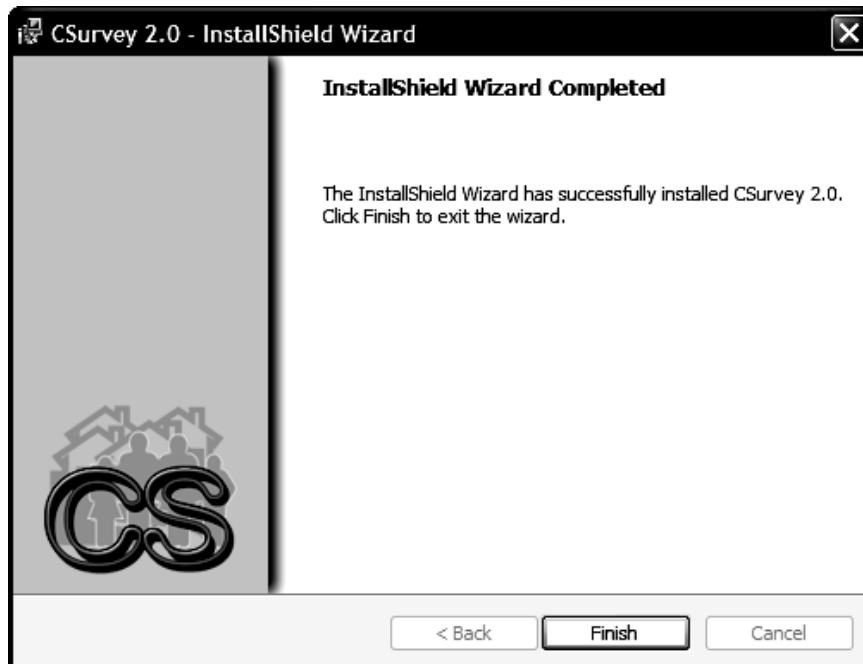 CSurvey 2.0 - InstallShield Wizard
InstallShield Wizard Completed
The InstallShield Wizard has successfully installed CSurvey 2.0.
Click Finish to exit the wizard.
CS
< Back
Finish
Cancel